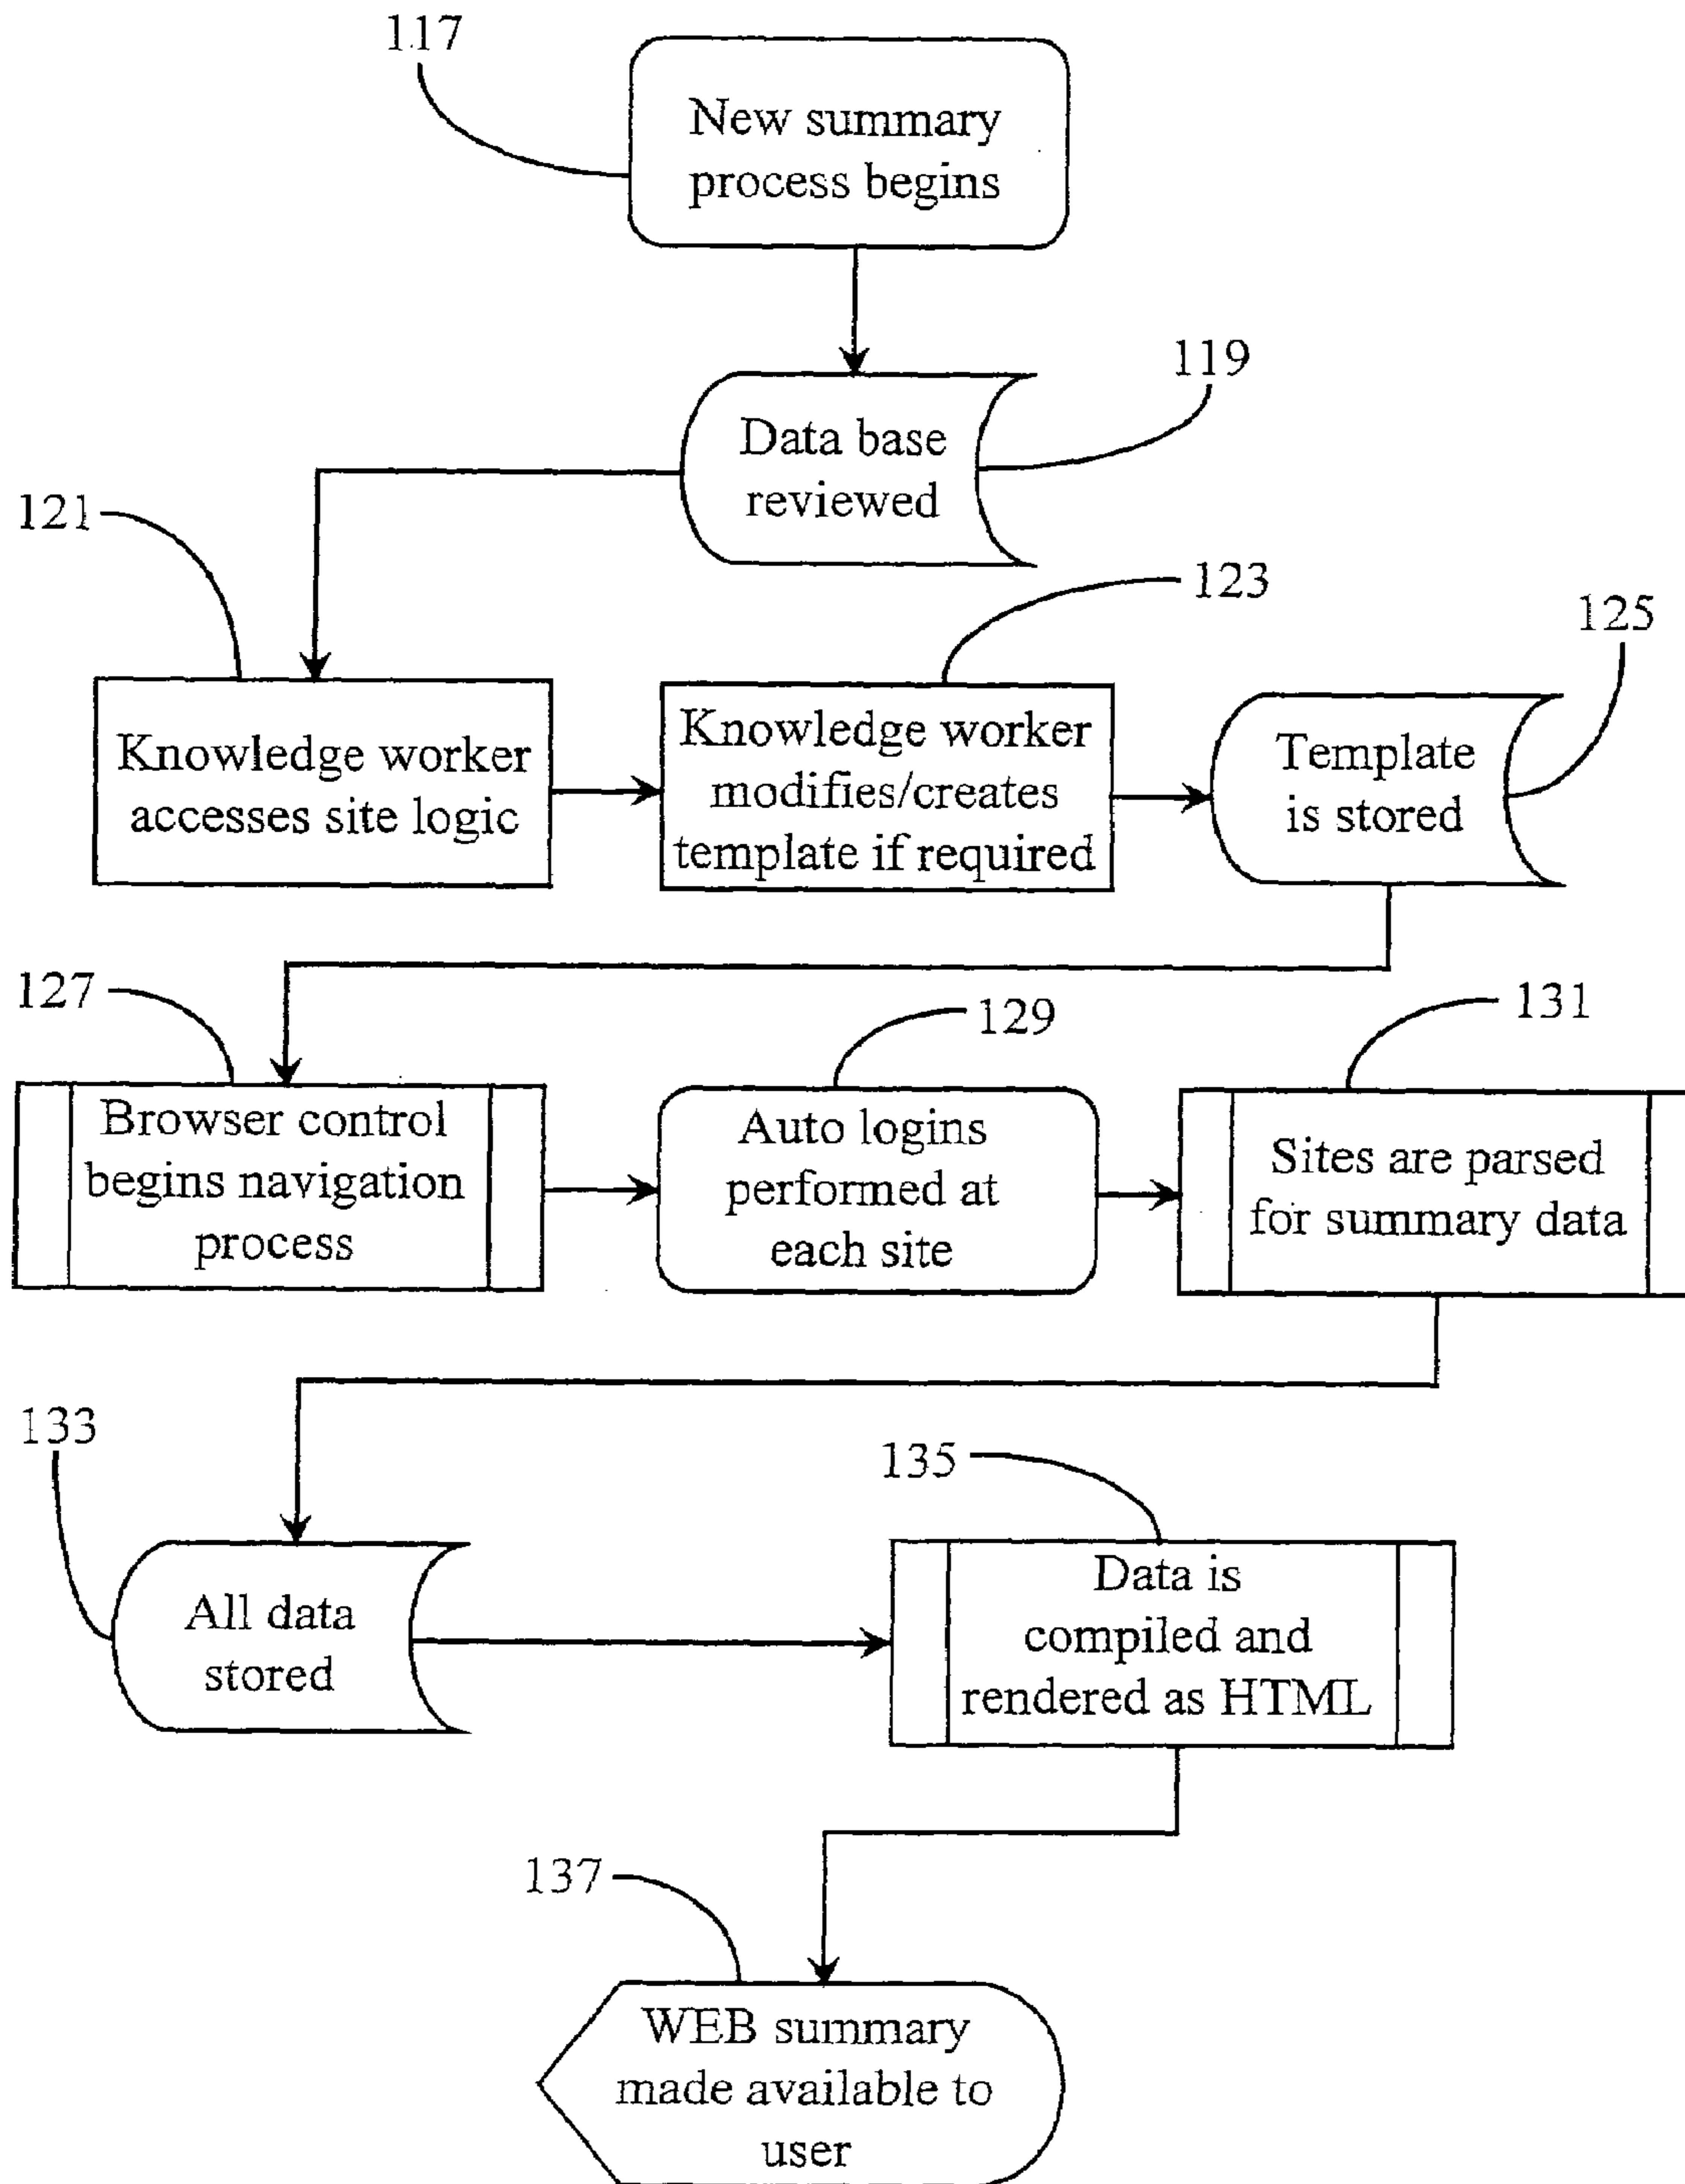 117
New summary
process begins
119
Data base
reviewed
121
123
125
Knowledge worker
accesses site logic
Knowledge worker
modifies/creates
template if required
Template
is stored
127
129
131
Browser control
begins navigation
process
Auto logins
performed at
each site
Sites are parsed
for summary data
133
135
All data
stored
Data is
compiled and
rendered as HTML
137
WEB summary
made available to
user